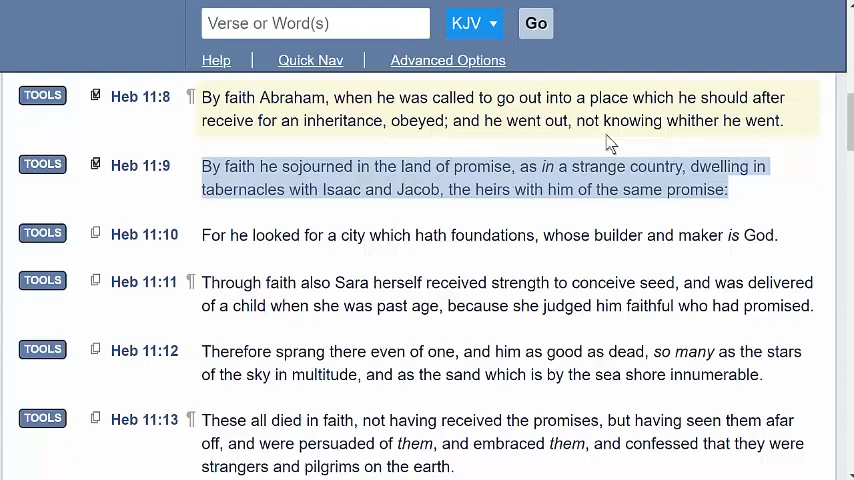 Verse or Word(s) KJV Go
Help | Quick Nav | Advanced Options
TOOLS Heb 11:8 ¶ By faith Abraham, when he was called to go out into a place which he should after
receive for an inheritance, obeyed; and he went out, not knowing whither he went.
TOOLS Heb 11:9 By faith he sojourned in the land of promise, as in a strange country, dwelling in
tabernacles with Isaac and Jacob, the heirs with him of the same promise:
TOOLS Heb 11:10 For he looked for a city which hath foundations, whose builder and maker is God.
TOOLS Heb 11:11 ¶ Through faith also Sara herself received strength to conceive seed, and was delivered
of a child when she was past age, because she judged him faithful who had promised.
TOOLS Heb 11:12 Therefore sprang there even of one, and him as good as dead, so many as the stars
of the sky in multitude, and as the sand which is by the sea shore innumerable.
TOOLS Heb 11:13 ¶ These all died in faith, not having received the promises, but having seen them afar
off, and were persuaded of them, and embraced them, and confessed that they were
strangers and pilgrims on the earth.